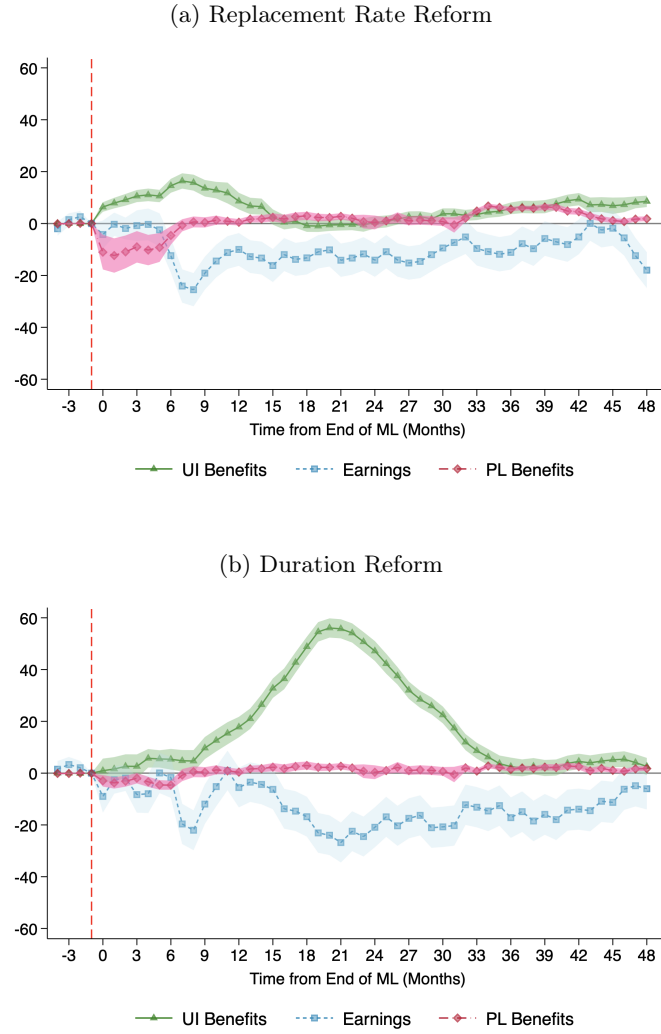 (a) Replacement Rate Reform
60
40
20
0
-20
-40
-60
-3 0 3 6 9 12 15 18 21 24 27 30 33 36 39 42 45 48
Time from End of ML (Months)
UI Benefits Earnings PL Benefits
(b) Duration Reform
60
40
20
0
-20
-40
-60
-3 0 3 6 9 12 15 18 21 24 27 30 33 36 39 42 45 48
Time from End of ML (Months)
UI Benefits Earnings PL Benefits